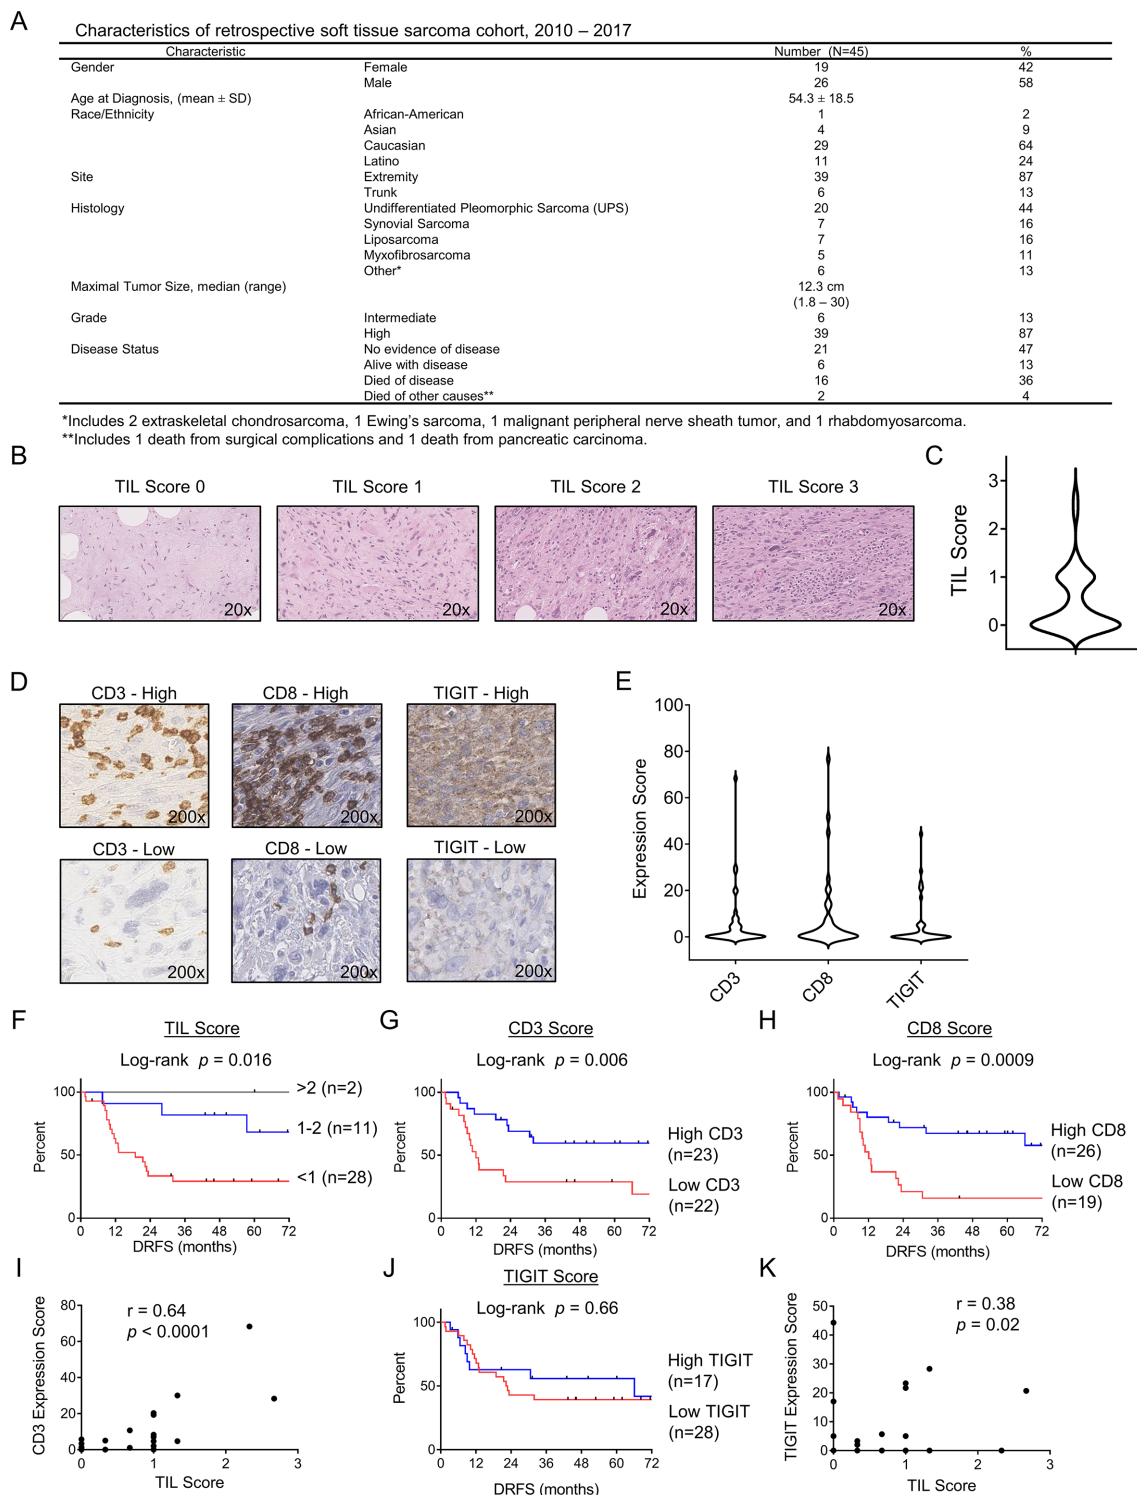 A
Characteristics of retrospective soft tissue sarcoma cohort, 2010 – 2017
Characteristic Number (N=45) %
Gender Female 19 42
Male 26 58
Age at Diagnosis, (mean ± SD) 54.3 ± 18.5
Race/Ethnicity African-American 1 2
Asian 4 9
Caucasian 29 64
Latino 11 24
Site Extremity 39 87
Trunk 6 13
Histology Undifferentiated Pleomorphic Sarcoma (UPS) 20 44
Synovial Sarcoma 7 16
Liposarcoma 7 16
Myxofibrosarcoma 5 11
Other* 6 13
Maximal Tumor Size, median (range) 12.3 cm
(1.8 – 30)
Grade Intermediate 6 13
High 39 87
Disease Status No evidence of disease 21 47
Alive with disease 6 13
Died of disease 16 36
Died of other causes** 2 4
*Includes 2 extraskeletal chondrosarcoma, 1 Ewing's sarcoma, 1 malignant peripheral nerve sheath tumor, and 1 rhabdomyosarcoma.
**Includes 1 death from surgical complications and 1 death from pancreatic carcinoma.
B
TIL Score 0 TIL Score 1 TIL Score 2 TIL Score 3
20x 20x 20x 20x
C
TIL Score
3
2
1
0
D
CD3 - High CD8 - High TIGIT - High
200x 200x 200x
CD3 - Low CD8 - Low TIGIT - Low
200x 200x 200x
E
Expression Score
100
80
60
40
20
0
CD3 CD8 TIGIT
F
TIL Score
Log-rank p = 0.016
Percent
100
50
0
>2 (n=2)
1-2 (n=11)
<1 (n=28)
0 12 24 36 48 60 72
DRFS (months)
G
CD3 Score
Log-rank p = 0.006
Percent
100
50
0
High CD3
(n=23)
Low CD3
(n=22)
0 12 24 36 48 60 72
DRFS (months)
H
CD8 Score
Log-rank p = 0.0009
Percent
100
50
0
High CD8
(n=26)
Low CD8
(n=19)
0 12 24 36 48 60 72
DRFS (months)
I
r = 0.64
p < 0.0001
CD3 Expression Score
80
60
40
20
0
0 1 2 3
TIL Score
J
TIGIT Score
Log-rank p = 0.66
Percent
100
50
0
High TIGIT
(n=17)
Low TIGIT
(n=28)
0 12 24 36 48 60 72
DRFS (months)
K
r = 0.38
p = 0.02
TIGIT Expression Score
50
40
30
20
10
0
0 1 2 3
TIL Score